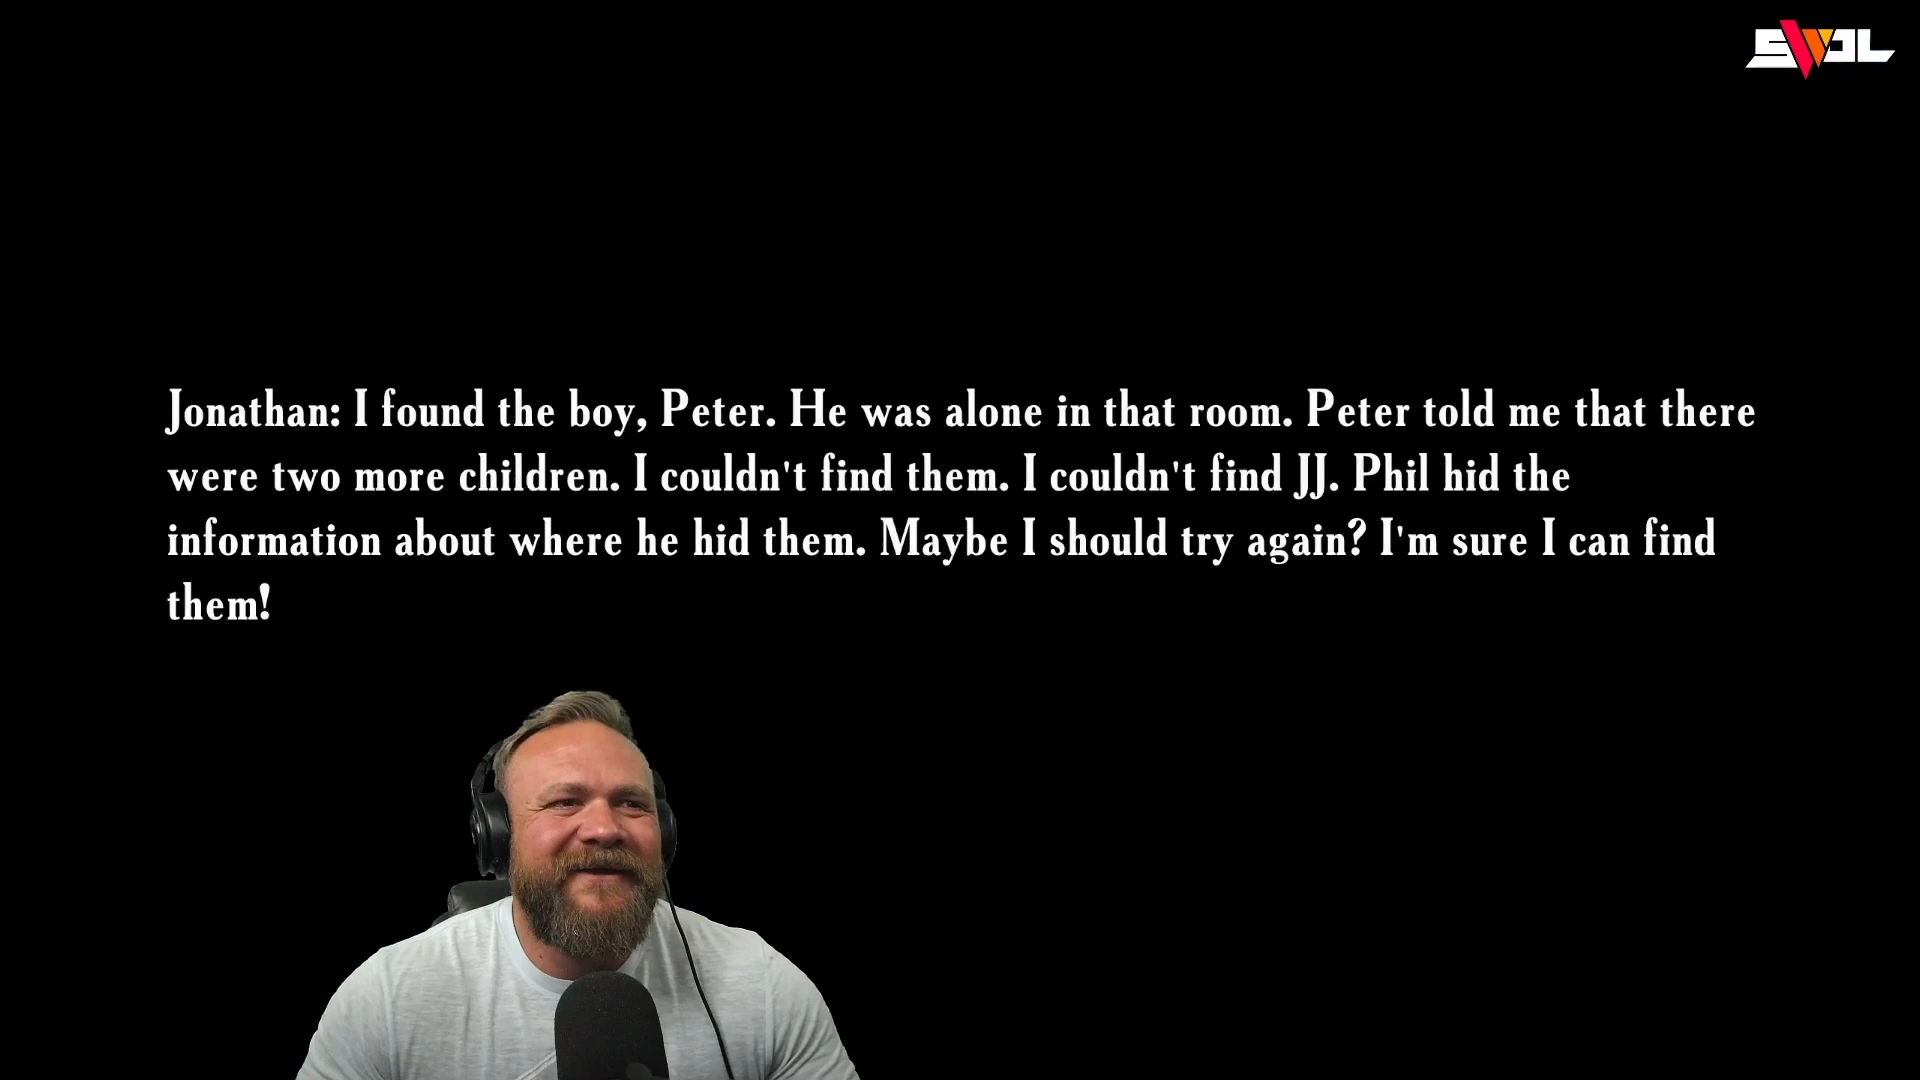 SWOL
Jonathan: I found the boy, Peter. He was alone in that room. Peter told me that there
were two more children. I couldn't find them. I couldn't find JJ. Phil hid the
information about where he hid them. Maybe I should try again? I'm sure I can find
them!